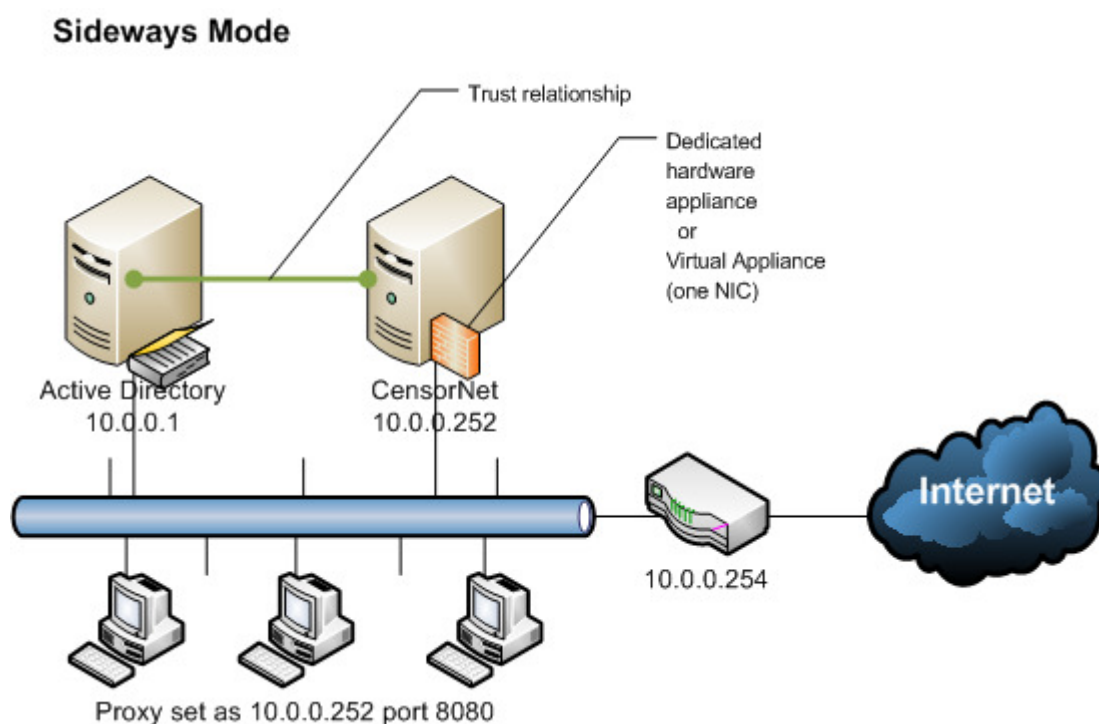 Sideways Mode
Trust relationship
Dedicated
hardware
appliance
or
Virtual Appliance
(one NIC)
Active Directory
10.0.0.1
CensorNet
10.0.0.252
Internet
10.0.0.254
Proxy set as 10.0.0.252 port 8080